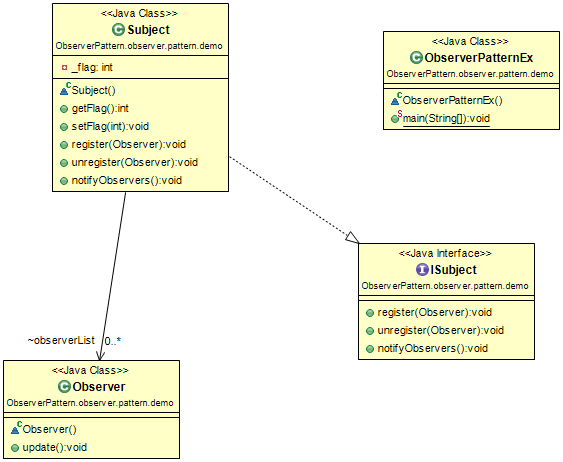 <<Java Class>>
Subject
ObserverPattern.observer.pattern.demo
_flag: int
Subject()
getFlag():int
setFlag(int):void
register(Observer):void
unregister(Observer):void
notifyObservers():void
<<Java Class>>
ObserverPatternEx
ObserverPattern.observer.pattern.demo
ObserverPatternEx()
main(String[]):void
<<Java Interface>>
ISubject
ObserverPattern.observer.pattern.demo
register(Observer):void
unregister(Observer):void
notifyObservers():void
~observerList 0..*
<<Java Class>>
Observer
ObserverPattern.observer.pattern.demo
Observer()
update():void